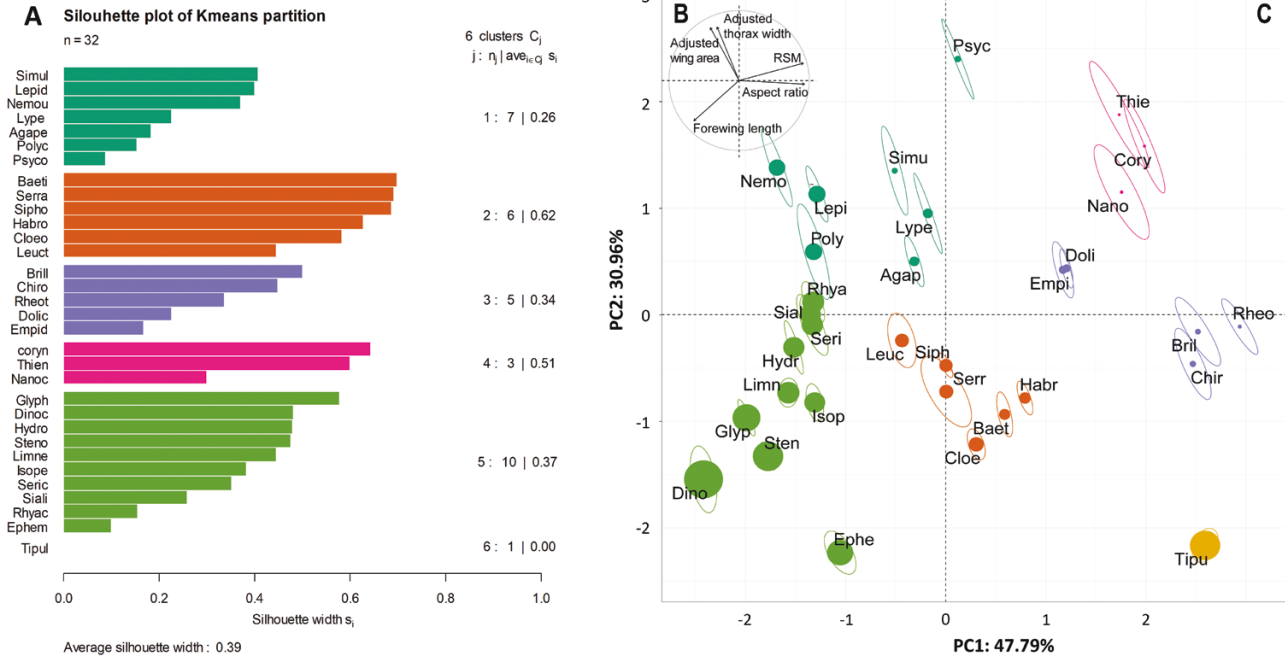 A
Silouhette plot of Kmeans partition
n = 32
6 clusters Cj
j : nj | avei∈Cj si
Simul
Lepid
Nemou
Lype
Agape
Polyc
Psyco
1 : 7 | 0.26
Baeti
Serra
Sipho
Habro
Cloeo
Leuct
2 : 6 | 0.62
Brill
Chiro
Rheot
Dolic
Empid
3 : 5 | 0.34
coryn
Thien
Nanoc
4 : 3 | 0.51
Glyph
Dinoc
Hydro
Steno
Limne
Isope
Seric
Siali
Rhyac
Ephem
5 : 10 | 0.37
Tipul
6 : 1 | 0.00
0.0 0.2 0.4 0.6 0.8 1.0
Silhouette width si
Average silhouette width : 0.39
B
C
Adjusted
thorax width
Adjusted
wing area
RSM
Aspect ratio
Forewing length
Psyc
Thie
Cory
Nano
Simu
Nemo
Lepi
Lype
Poly
Agap
Doli
Empi
Rhya
Sial
Seri
Rheo
Bril
Chir
Hydr
Leuc
Siph
Serr
Habr
Limn
Isop
Baet
Glyp
Sten
Cloe
Dino
Ephe
Tipu
2
1
0
-1
-2
PC2: 30.96%
-2 -1 0 1 2
PC1: 47.79%